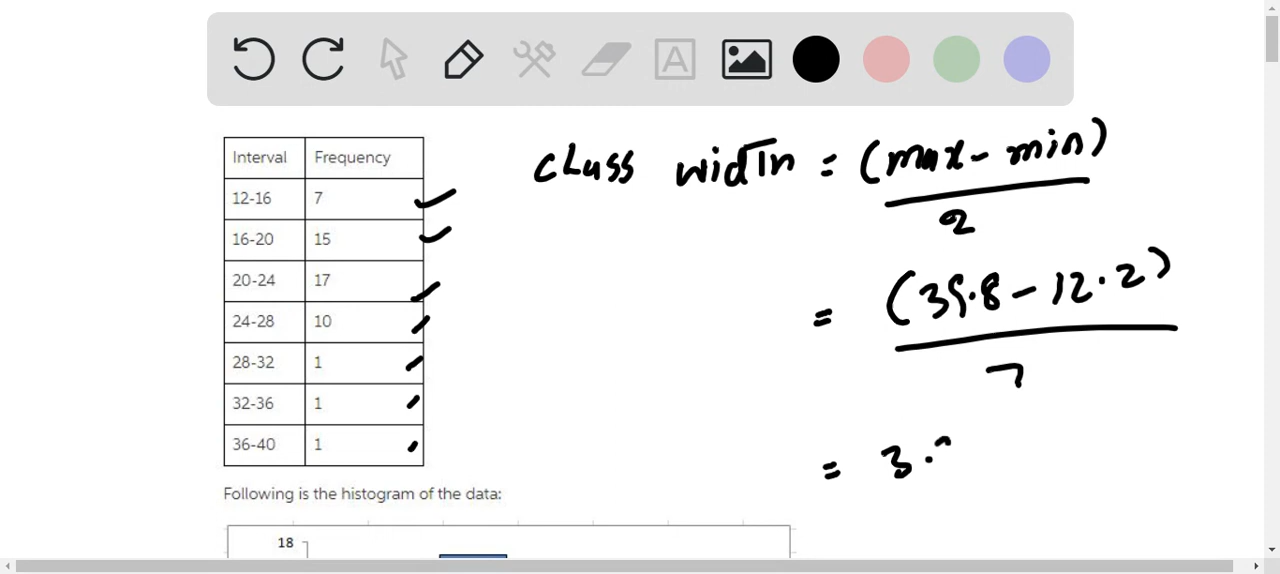 Interval Frequency
12-16 7
16-20 15
20-24 17
24-28 10
28-32 1
32-36 1
36-40 1
Following is the histogram of the data:
18
class width = (max - min)
2
= (39.8 - 12.2)
7
= 3.